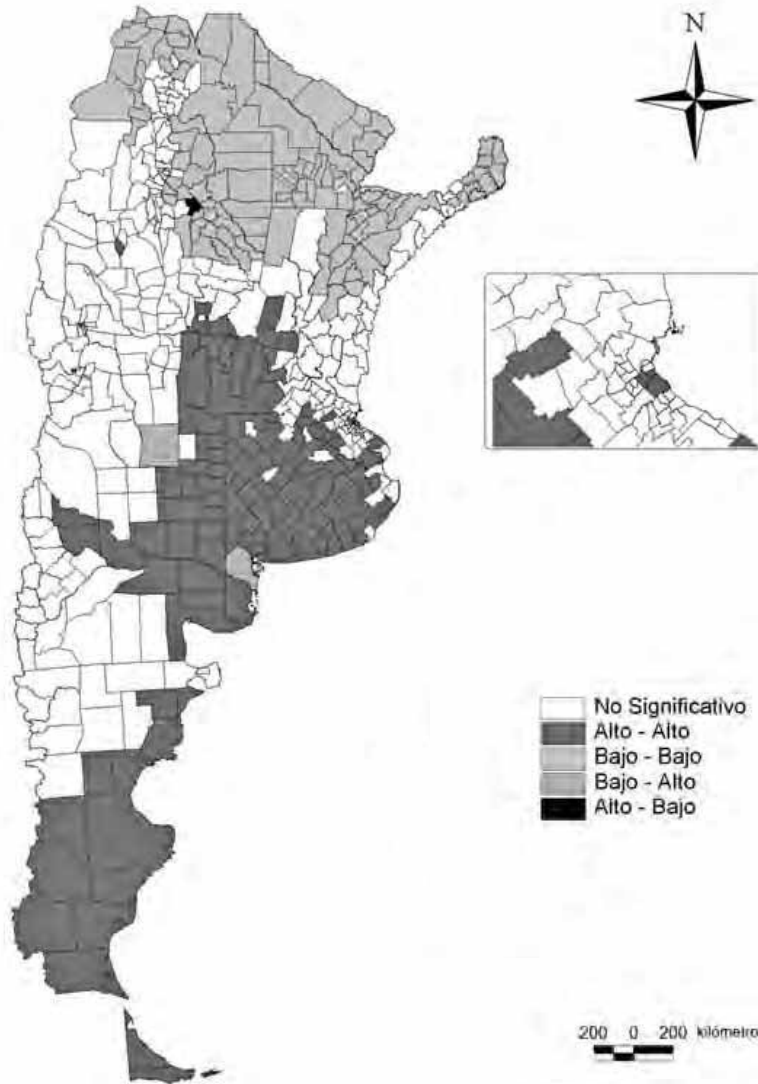 N
No Significativo
Alto - Alto
Bajo - Bajo
Bajo - Alto
Alto - Bajo
200 0 200 kilómetro